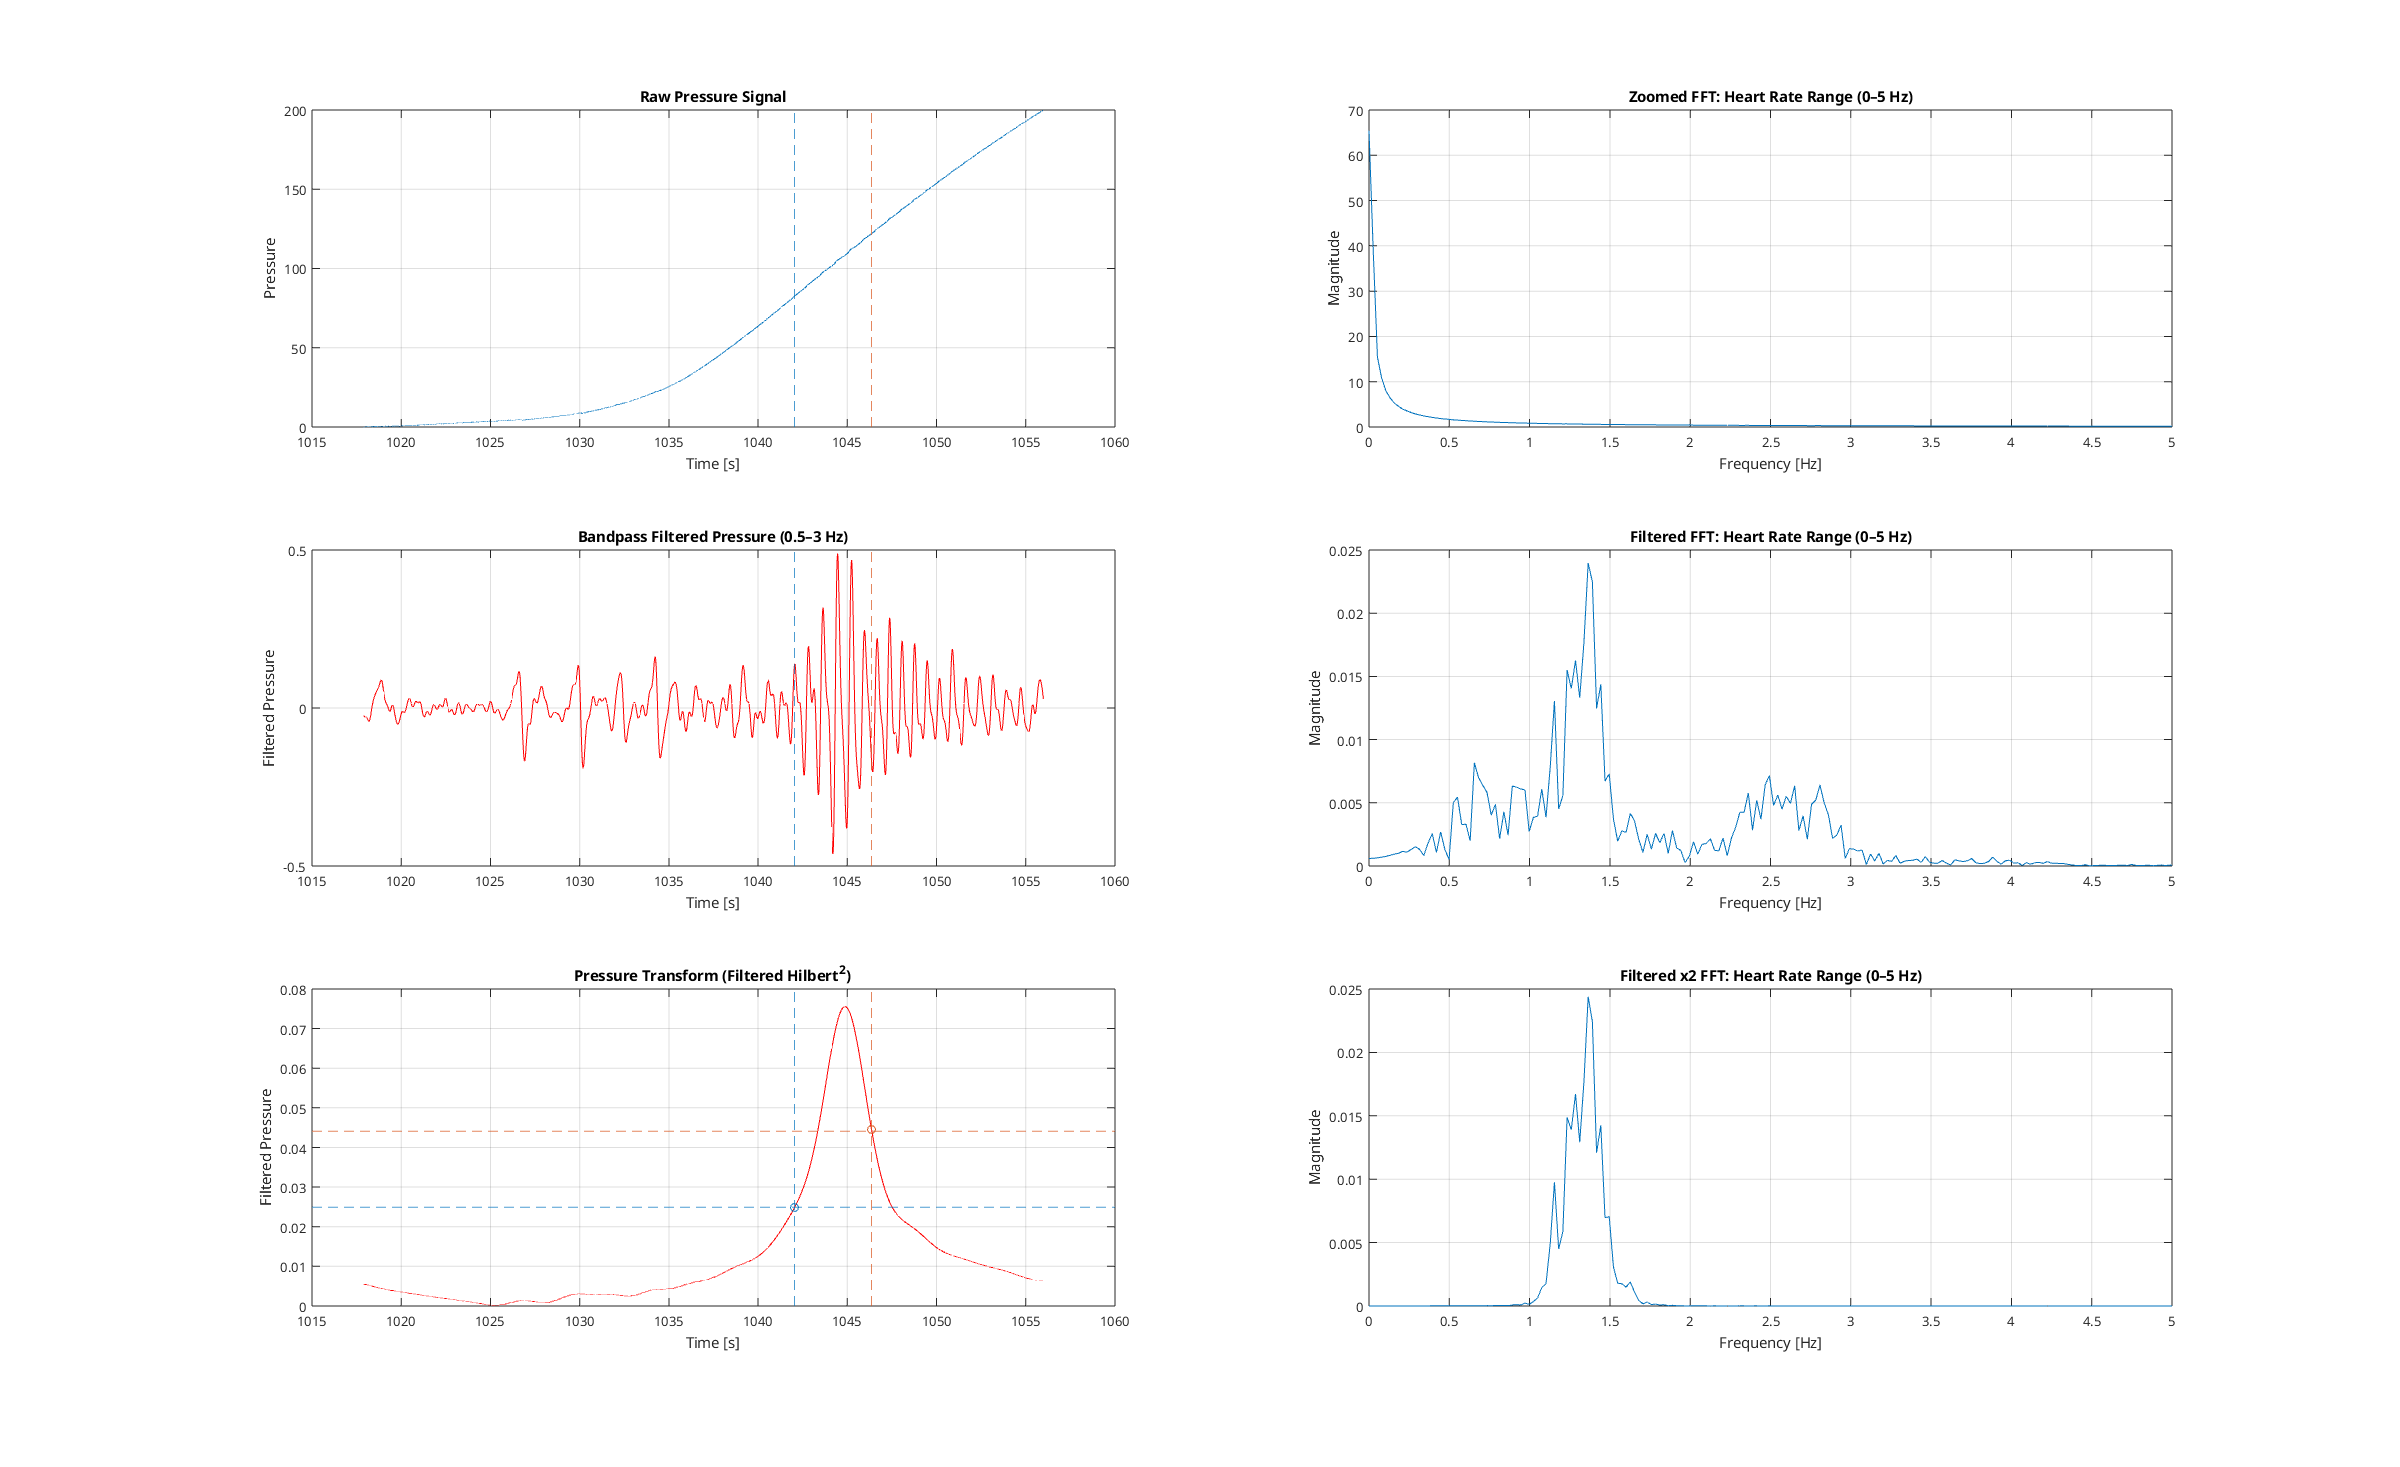 Raw Pressure Signal
Pressure
200
150
100
50
0
1015 1020 1025 1030 1035 1040 1045 1050 1055 1060
Time [s]
Zoomed FFT: Heart Rate Range (0–5 Hz)
Magnitude
70
60
50
40
30
20
10
0
0 0.5 1 1.5 2 2.5 3 3.5 4 4.5 5
Frequency [Hz]
Bandpass Filtered Pressure (0.5–3 Hz)
Filtered Pressure
0.5
0
-0.5
1015 1020 1025 1030 1035 1040 1045 1050 1055 1060
Time [s]
Filtered FFT: Heart Rate Range (0–5 Hz)
Magnitude
0.025
0.02
0.015
0.01
0.005
0
0 0.5 1 1.5 2 2.5 3 3.5 4 4.5 5
Frequency [Hz]
Pressure Transform (Filtered Hilbert²)
Filtered Pressure
0.08
0.07
0.06
0.05
0.04
0.03
0.02
0.01
0
1015 1020 1025 1030 1035 1040 1045 1050 1055 1060
Time [s]
Filtered x2 FFT: Heart Rate Range (0–5 Hz)
Magnitude
0.025
0.02
0.015
0.01
0.005
0
0 0.5 1 1.5 2 2.5 3 3.5 4 4.5 5
Frequency [Hz]